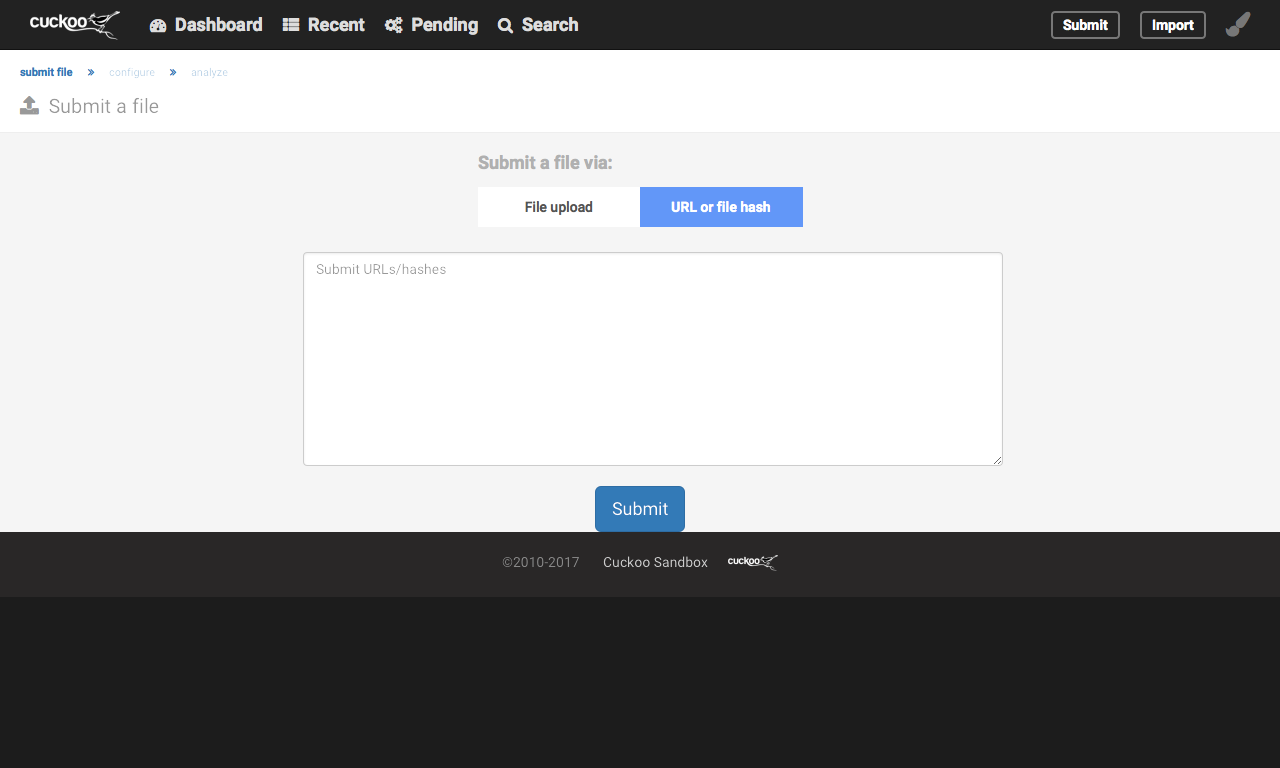 cuckoo Dashboard Recent Pending Search Submit Import
submit file » configure » analyze
Submit a file
Submit a file via:
File upload URL or file hash
Submit URLs/hashes
Submit
©2010-2017 Cuckoo Sandbox cuckoo